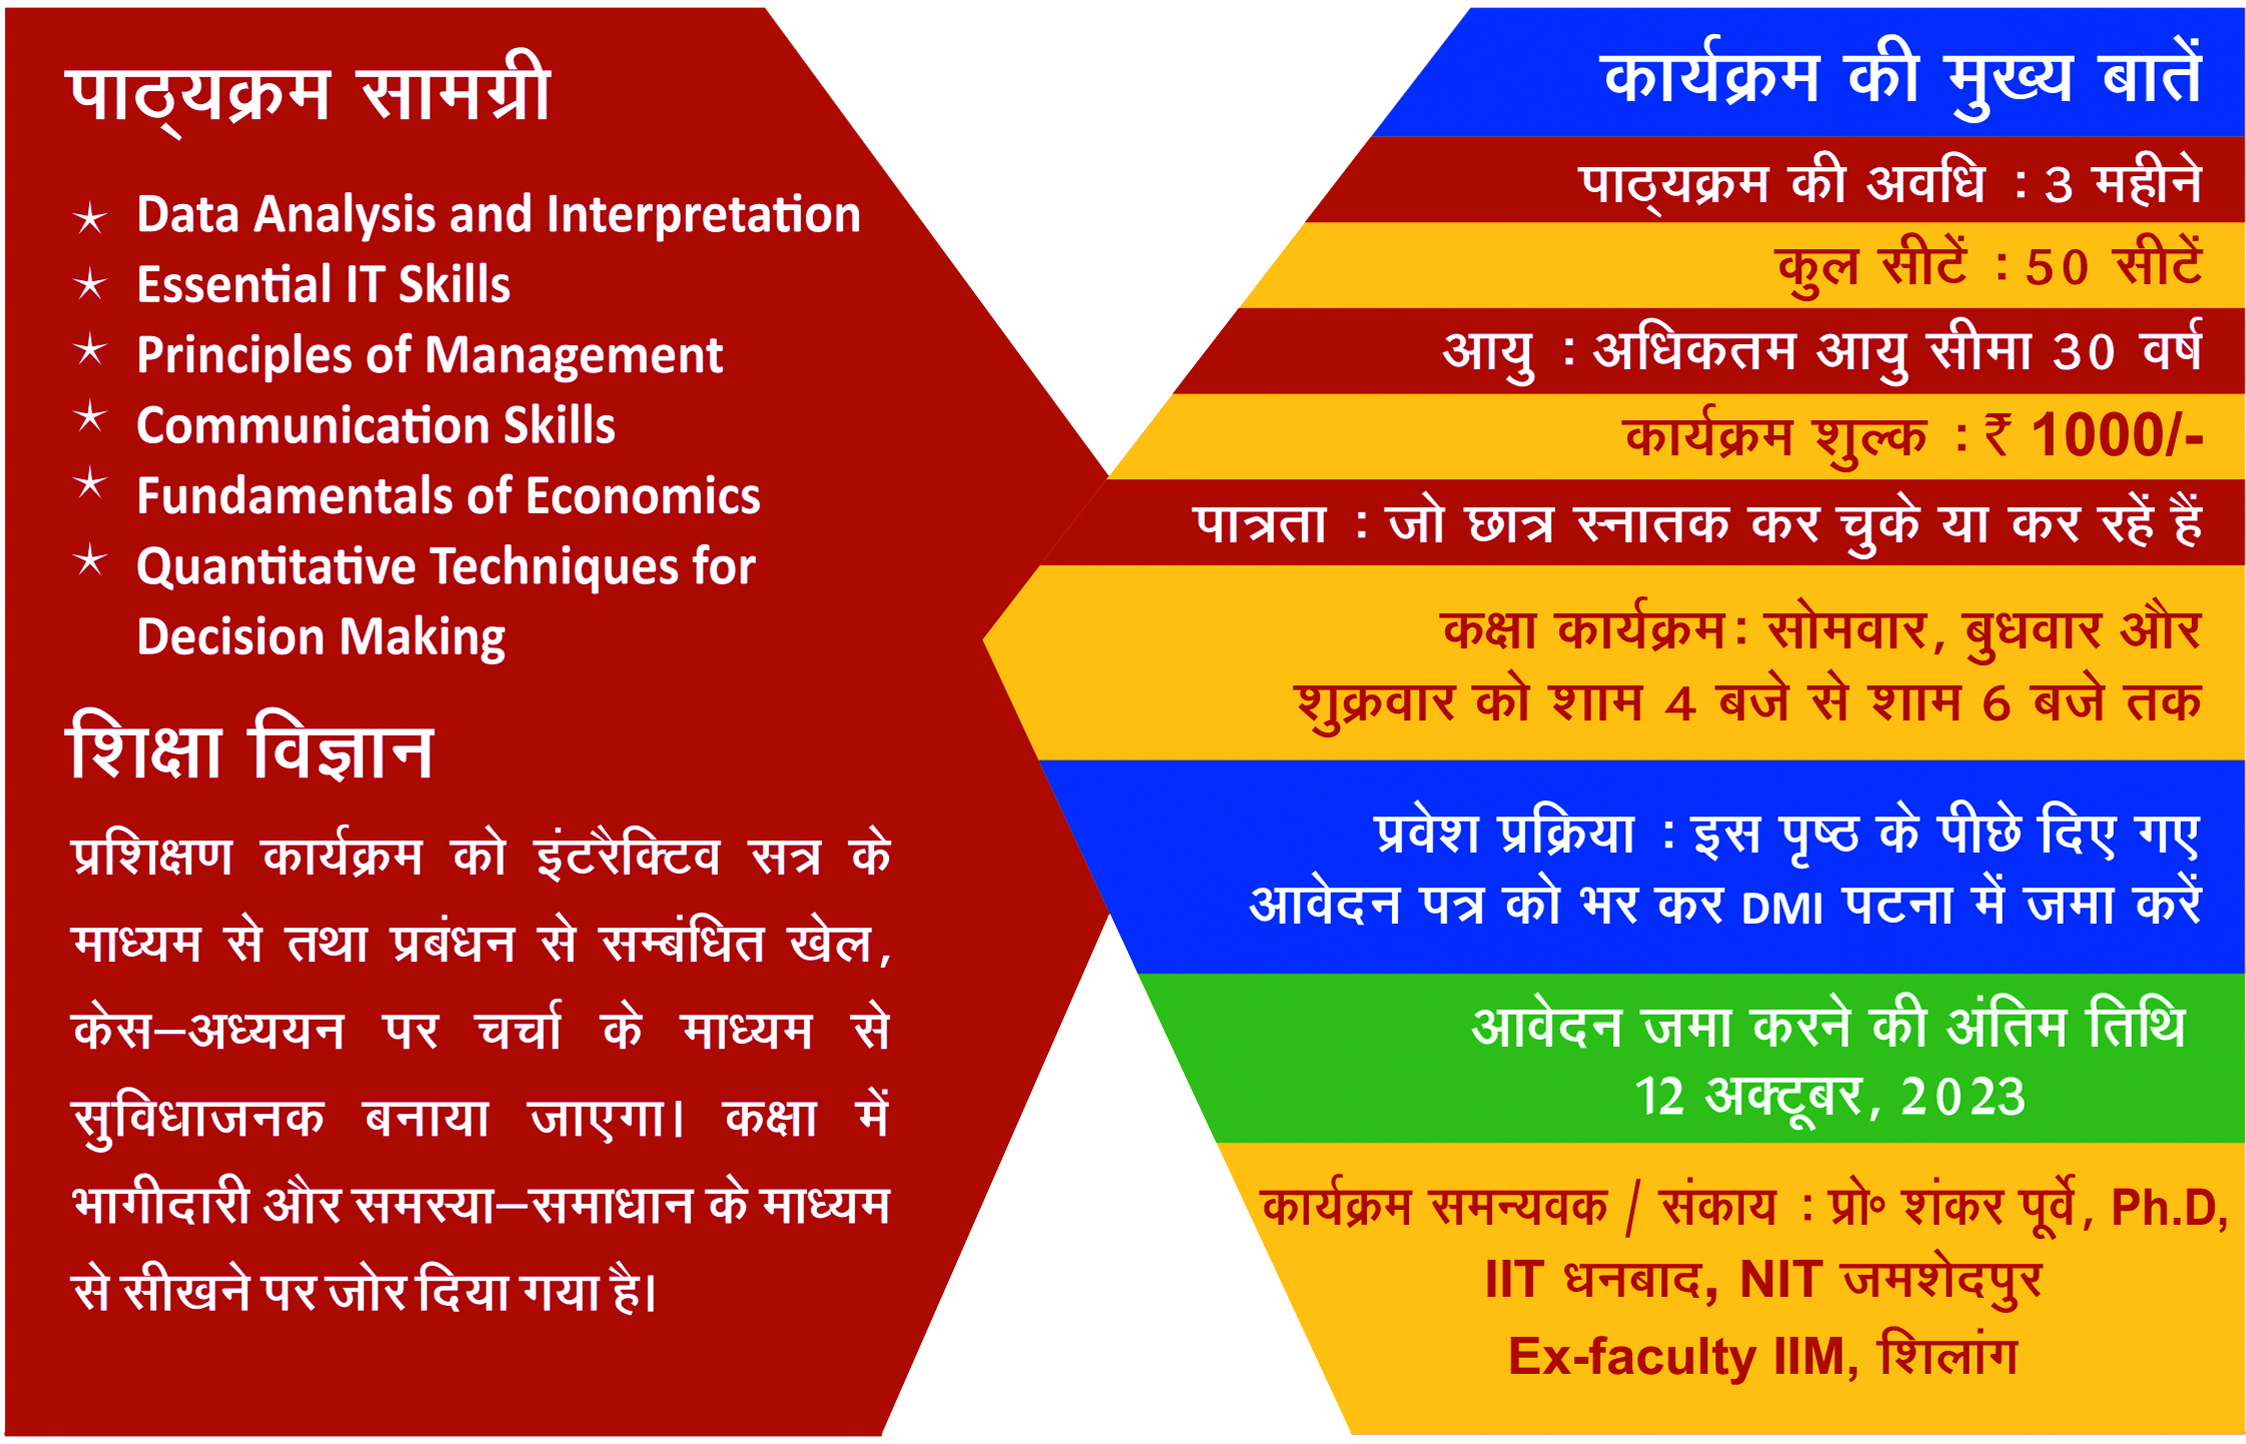 पाठ्यक्रम सामग्री
Data Analysis and Interpretation
Essential IT Skills
Principles of Management
Communication Skills
Fundamentals of Economics
Quantitative Techniques for
Decision Making
शिक्षा विज्ञान
प्रशिक्षण कार्यक्रम को इंटरैक्टिव सत्र के
माध्यम से तथा प्रबंधन से सम्बंधित खेल,
केस–अध्ययन पर चर्चा के माध्यम से
सुविधाजनक बनाया जाएगा। कक्षा में
भागीदारी और समस्या–समाधान के माध्यम
से सीखने पर जोर दिया गया है।
कार्यक्रम की मुख्य बातें
पाठ्यक्रम की अवधि : 3 महीने
कुल सीटें : 50 सीटें
आयु : अधिकतम आयु सीमा 30 वर्ष
कार्यक्रम शुल्क : ₹ 1000/-
पात्रता : जो छात्र स्नातक कर चुके या कर रहें हैं
कक्षा कार्यक्रम: सोमवार, बुधवार और
शुक्रवार को शाम 4 बजे से शाम 6 बजे तक
प्रवेश प्रक्रिया : इस पृष्ठ के पीछे दिए गए
आवेदन पत्र को भर कर DMI पटना में जमा करें
आवेदन जमा करने की अंतिम तिथि
12 अक्टूबर, 2023
कार्यक्रम समन्यवक / संकाय : प्रो॰ शंकर पूर्वे, Ph.D,
IIT धनबाद, NIT जमशेदपुर
Ex-faculty IIM, शिलांग